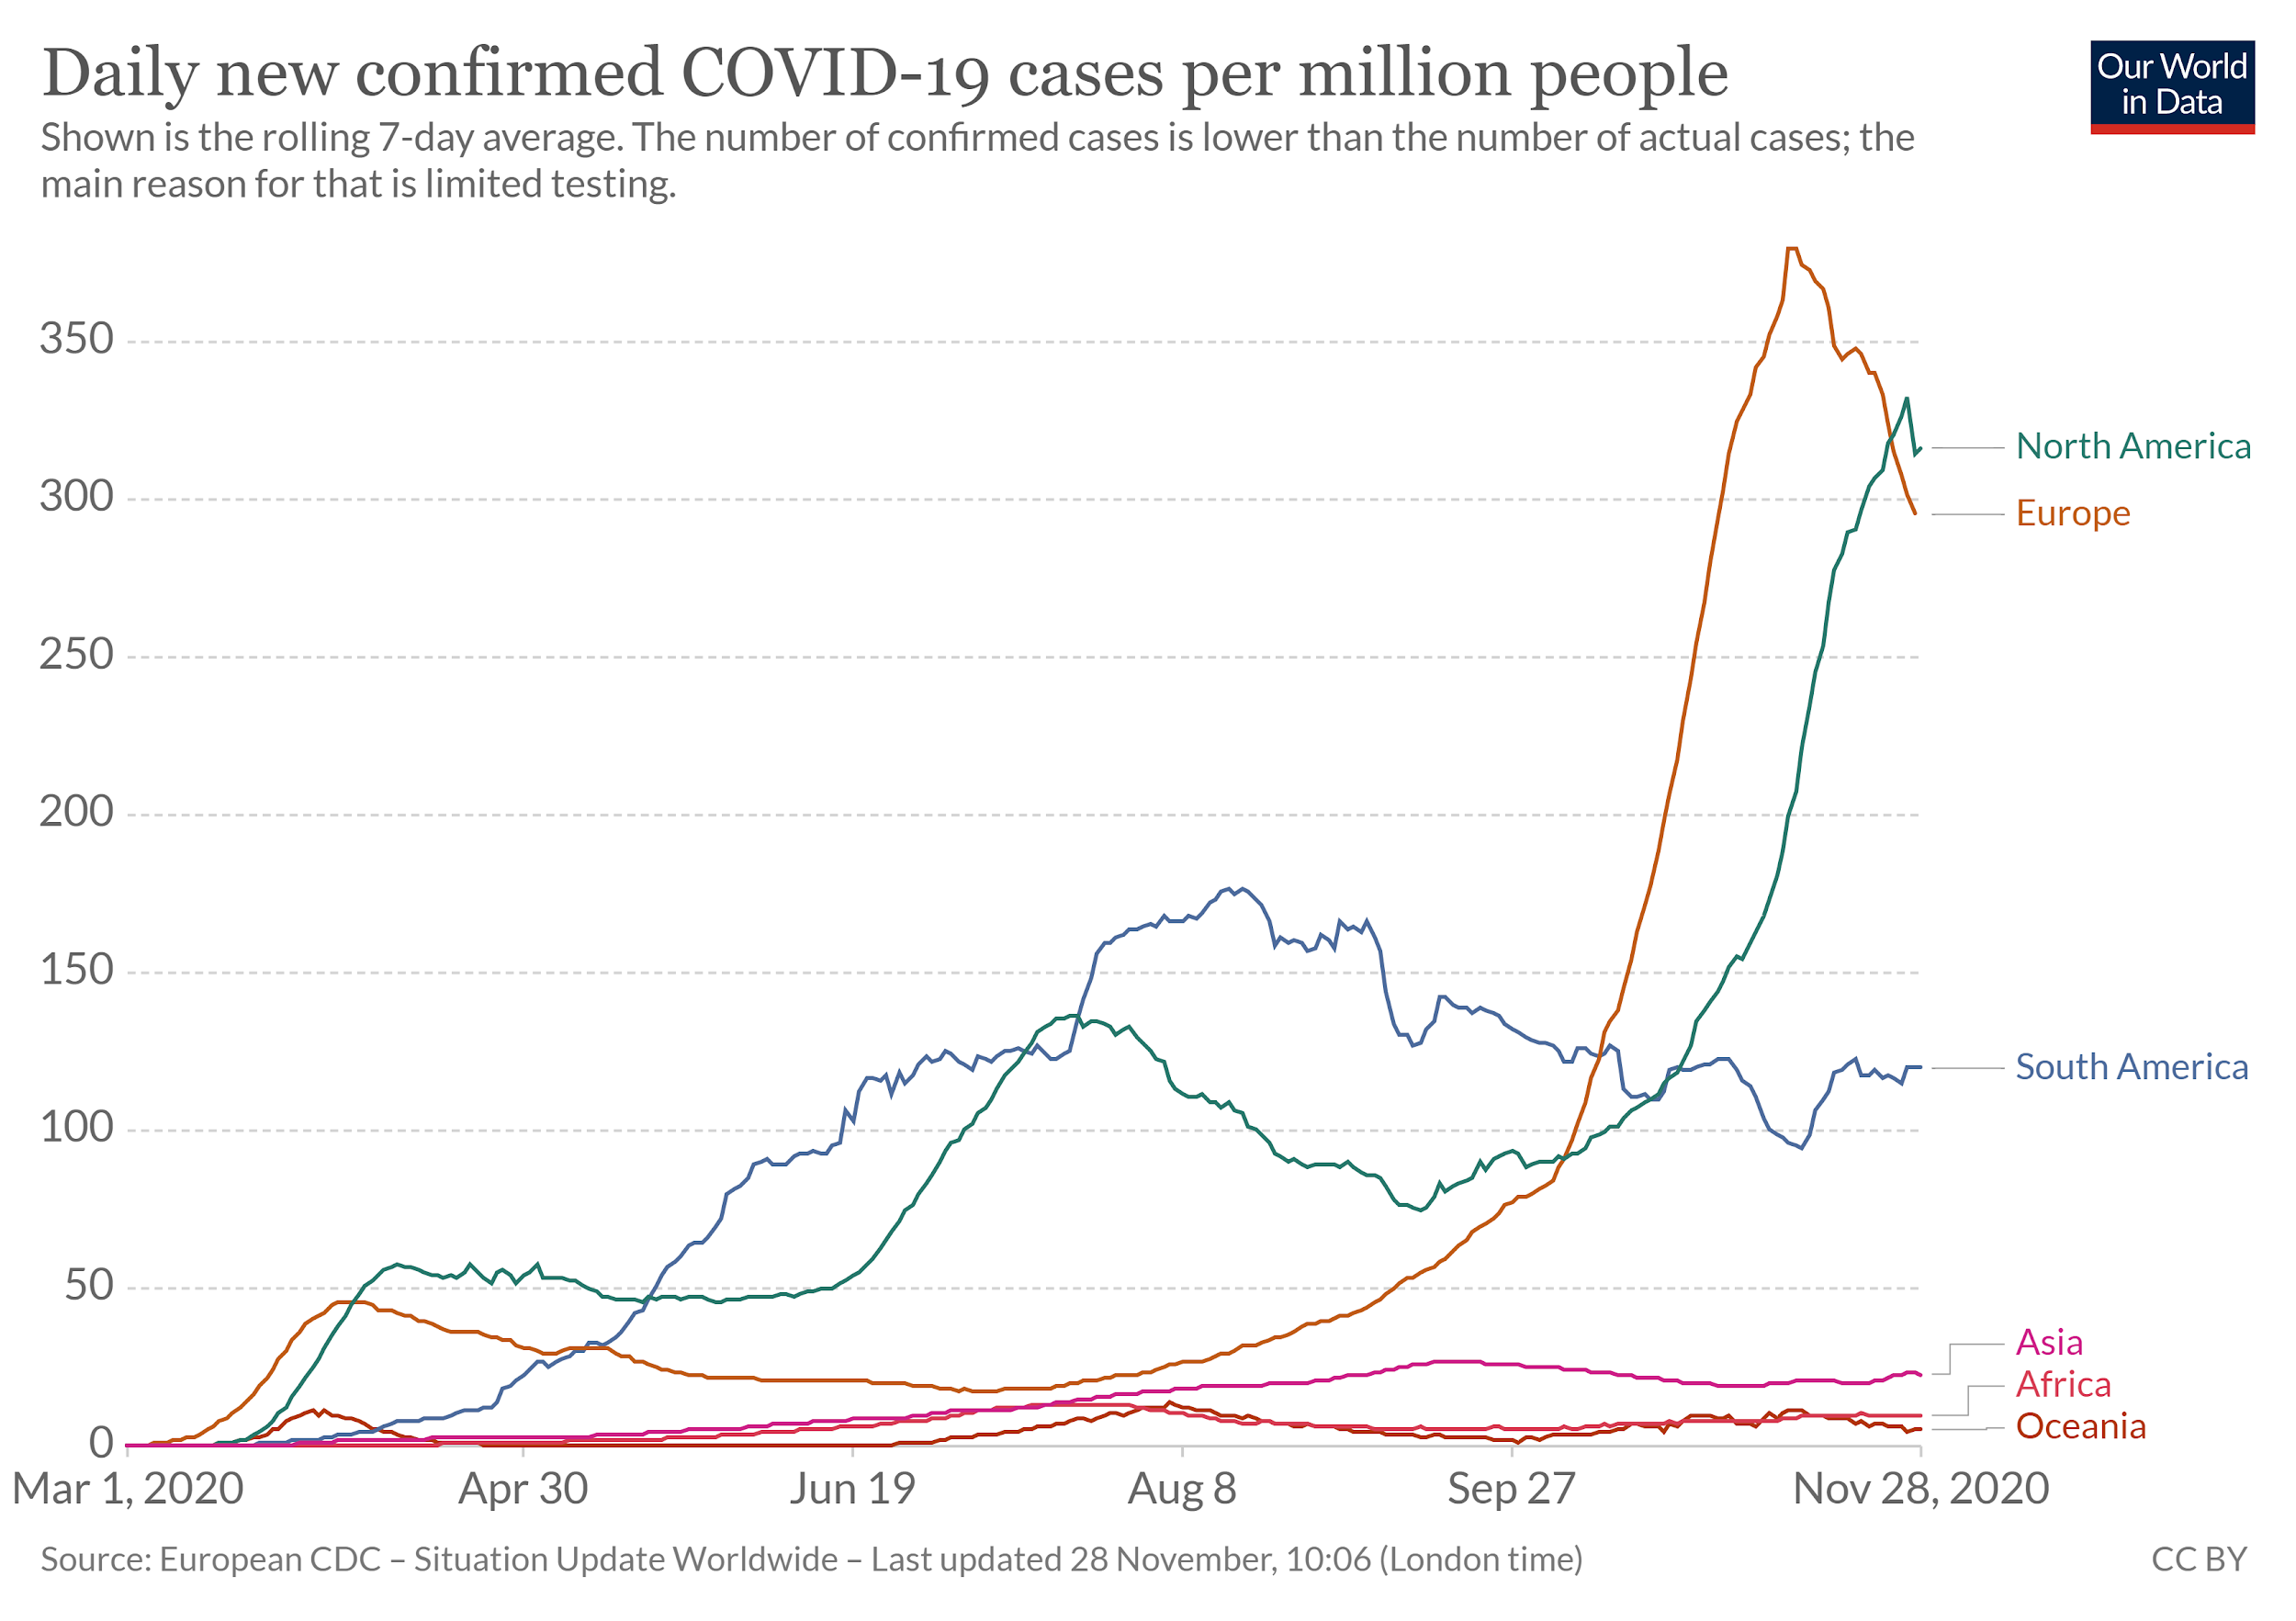 Daily new confirmed COVID-19 cases per million people
Our World
in Data
Shown is the rolling 7-day average. The number of confirmed cases is lower than the number of actual cases; the
main reason for that is limited testing.
350
300
250
200
150
100
50
0
North America
Europe
South America
Asia
Africa
Oceania
Mar 1, 2020
Apr 30
Jun 19
Aug 8
Sep 27
Nov 28, 2020
Source: European CDC – Situation Update Worldwide – Last updated 28 November, 10:06 (London time)
CC BY